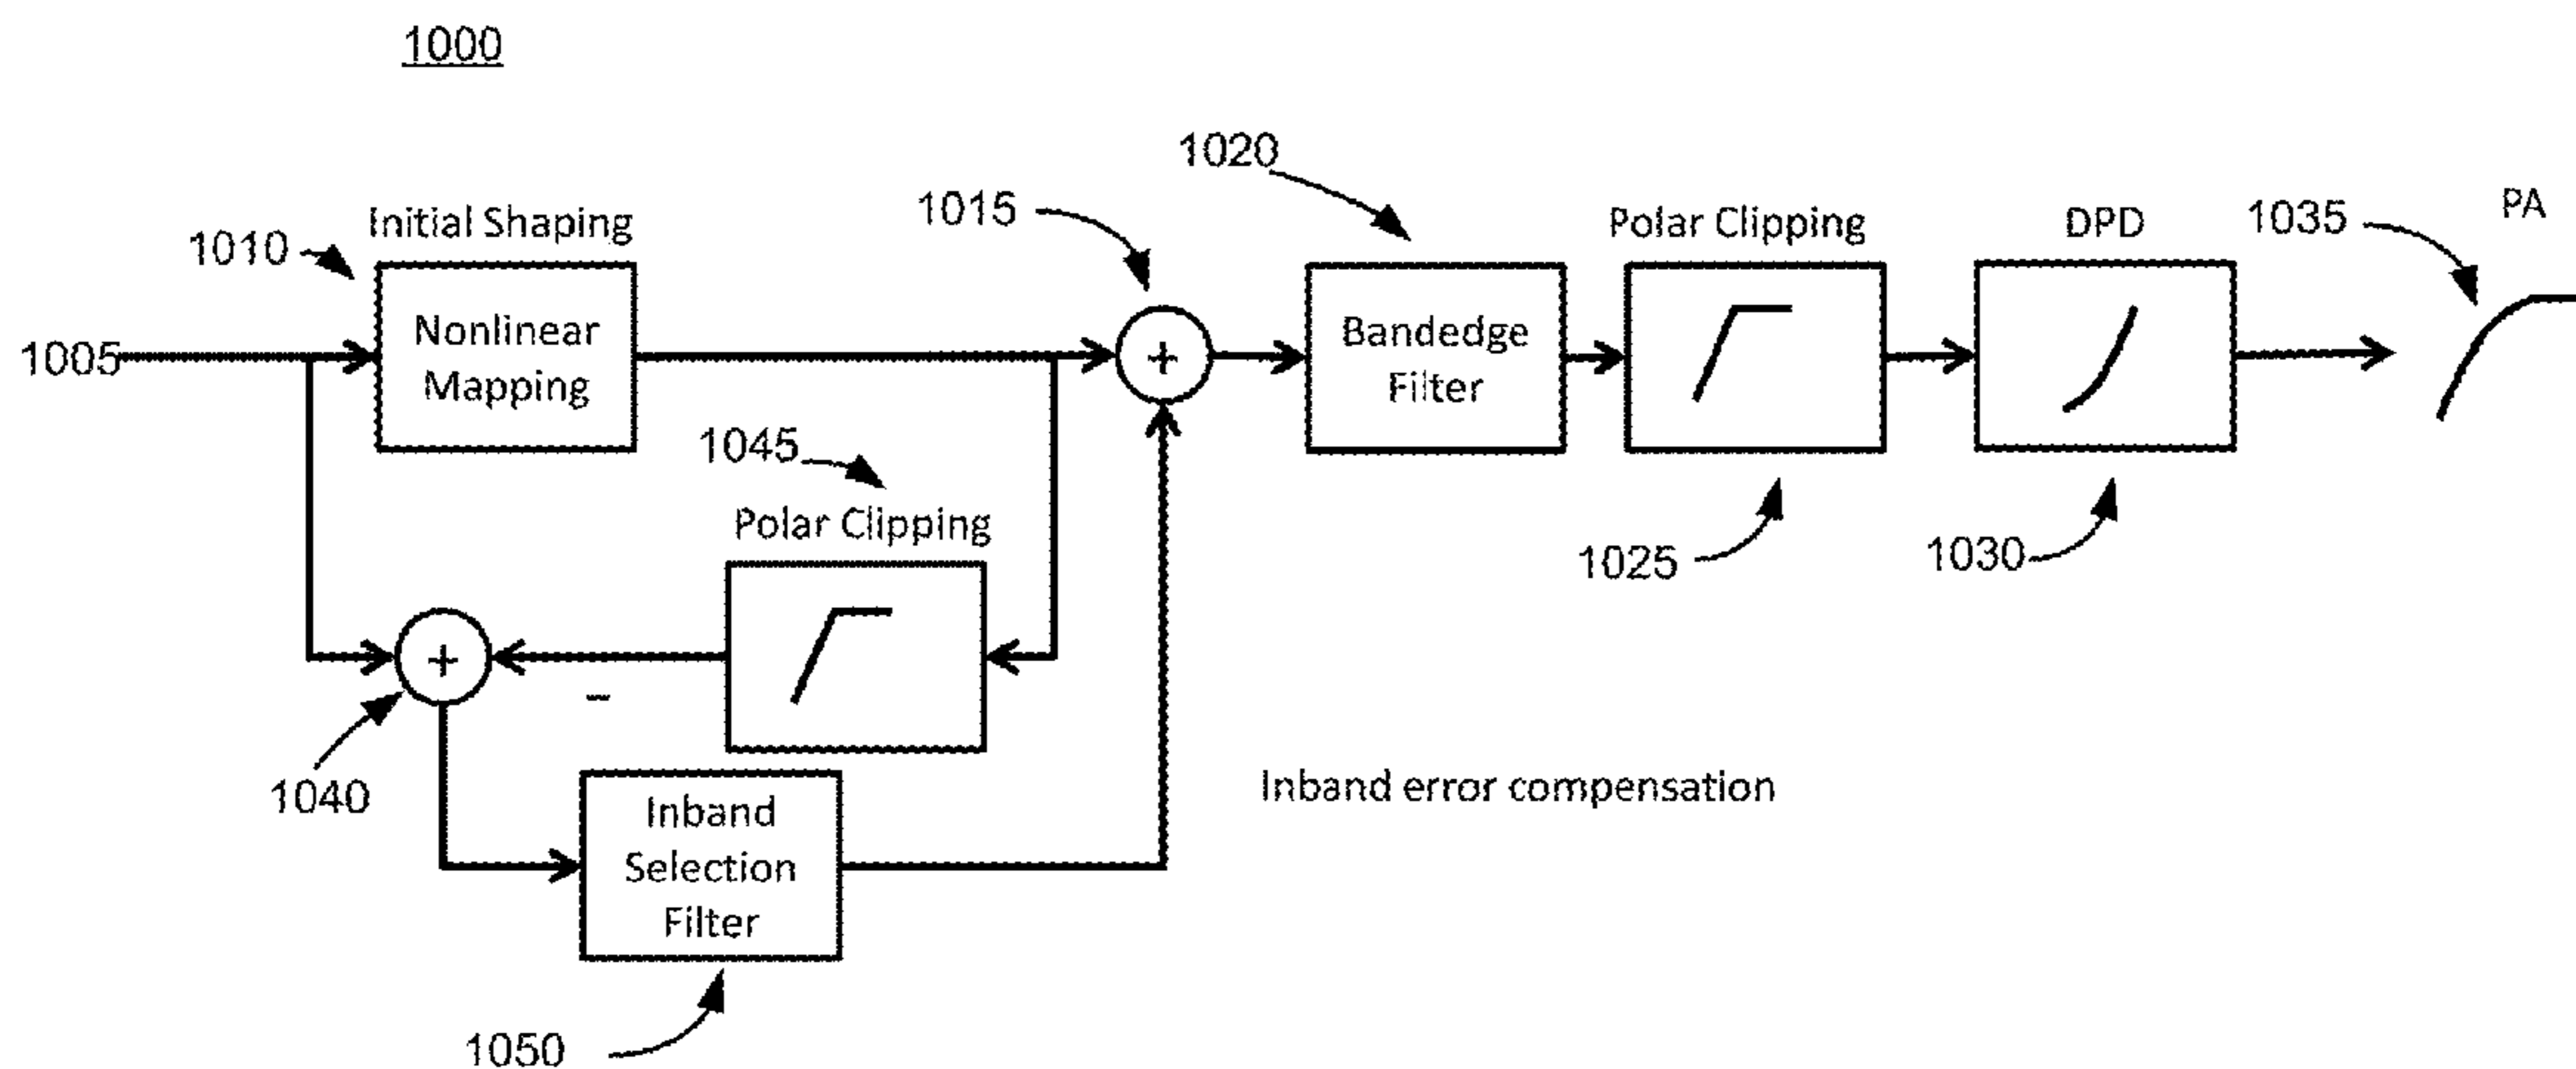 1000
1020
1015
1035
PA
Initial Shaping
Polar Clipping
DPD
1010
Nonlinear
Mapping
+
Bandedge
Filter
1005
1045
Polar Clipping
1025
1030
+
–
1040
Inband
Selection
Filter
Inband error compensation
1050